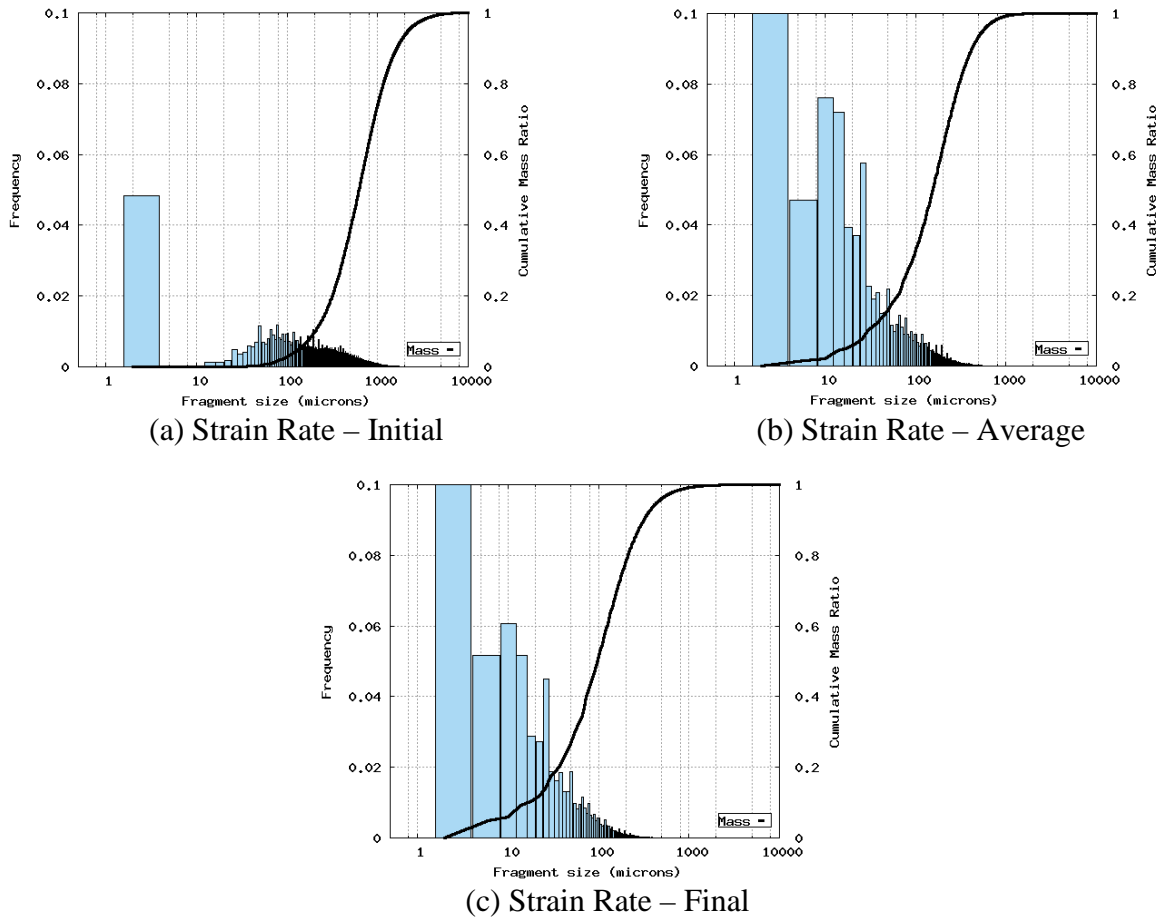 0.1
0.08
0.06
0.04
0.02
0
Frequency
1
0.8
0.6
0.4
0.2
0
Cumulative Mass Ratio
Mass
1 10 100 1000 10000
Fragment size (microns)
(a) Strain Rate – Initial
0.1
0.08
0.06
0.04
0.02
0
Frequency
1
0.8
0.6
0.4
0.2
0
Cumulative Mass Ratio
Mass
1 10 100 1000 10000
Fragment size (microns)
(b) Strain Rate – Average
0.1
0.08
0.06
0.04
0.02
0
Frequency
1
0.8
0.6
0.4
0.2
0
Cumulative Mass Ratio
Mass
1 10 100 1000 10000
Fragment size (microns)
(c) Strain Rate – Final